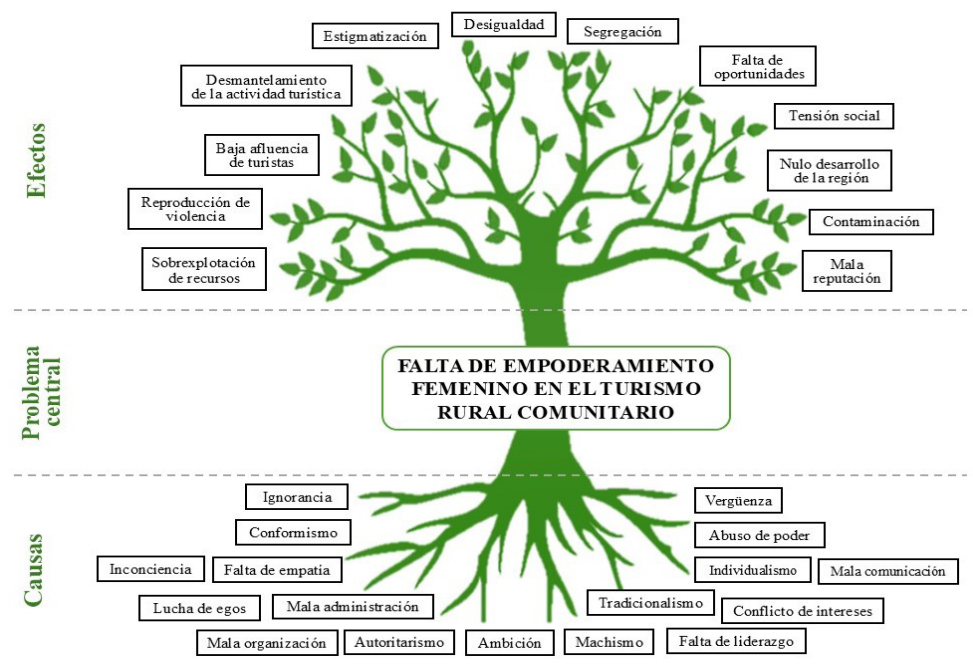 Efectos
Estigmatización
Desigualdad
Segregación
Desmantelamiento
de la actividad turística
Falta de
oportunidades
Baja afluencia
de turistas
Tensión social
Reproducción de
violencia
Nulo desarrollo
de la región
Sobrexplotación
de recursos
Contaminación
Mala
reputación
Problema
central
FALTA DE EMPODERAMIENTO
FEMENINO EN EL TURISMO
RURAL COMUNITARIO
Causas
Ignorancia
Vergüenza
Conformismo
Abuso de poder
Inconciencia
Falta de empatía
Individualismo
Mala comunicación
Lucha de egos
Mala administración
Tradicionalismo
Conflicto de intereses
Mala organización
Autoritarismo
Ambición
Machismo
Falta de liderazgo